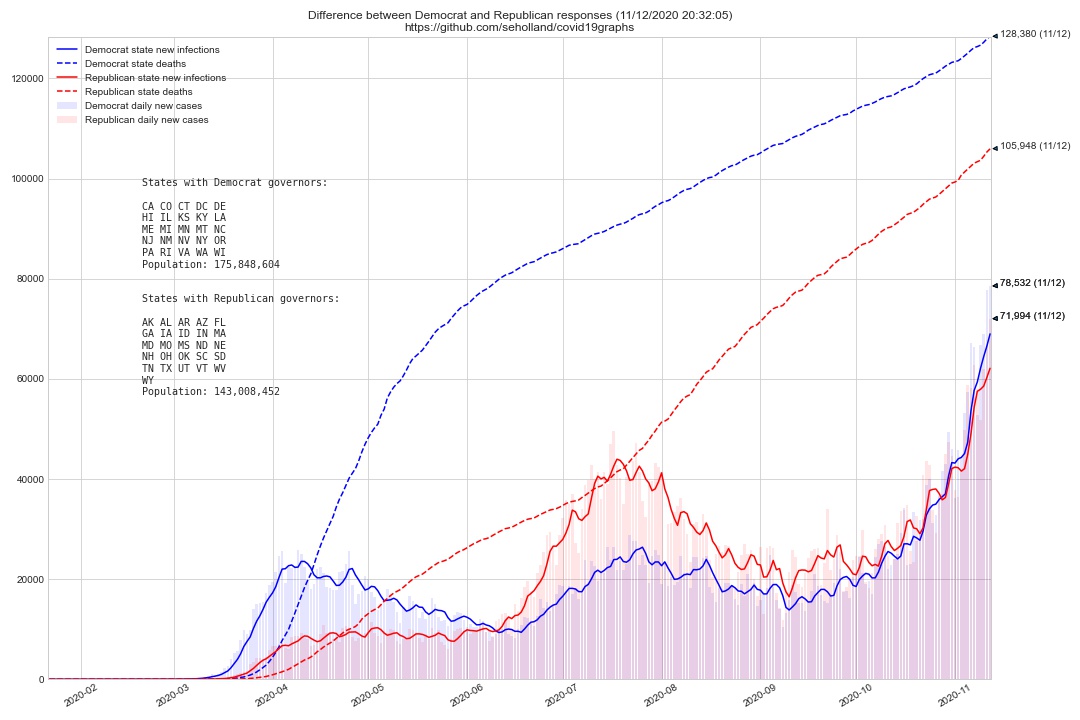 Difference between Democrat and Republican responses (11/12/2020 20:32:05)
https://github.com/seholland/covid19graphs
Democrat state new infections
Democrat state deaths
Republican state new infections
Republican state deaths
Democrat daily new cases
Republican daily new cases
128,380 (11/12)
120000
105,948 (11/12)
100000
States with Democrat governors:
CA CO CT DC DE
HI IL KS KY LA
ME MI MN MT NC
NJ NM NV NY OR
PA RI VA WA WI
Population: 175,848,604
80000
78,532 (11/12)
States with Republican governors:
71,994 (11/12)
AK AL AR AZ FL
GA IA ID IN MA
MD MO MS ND NE
NH OH OK SC SD
TN TX UT VT WV
WY
Population: 143,008,452
60000
40000
20000
0
2020-02
2020-03
2020-04
2020-05
2020-06
2020-07
2020-08
2020-09
2020-10
2020-11